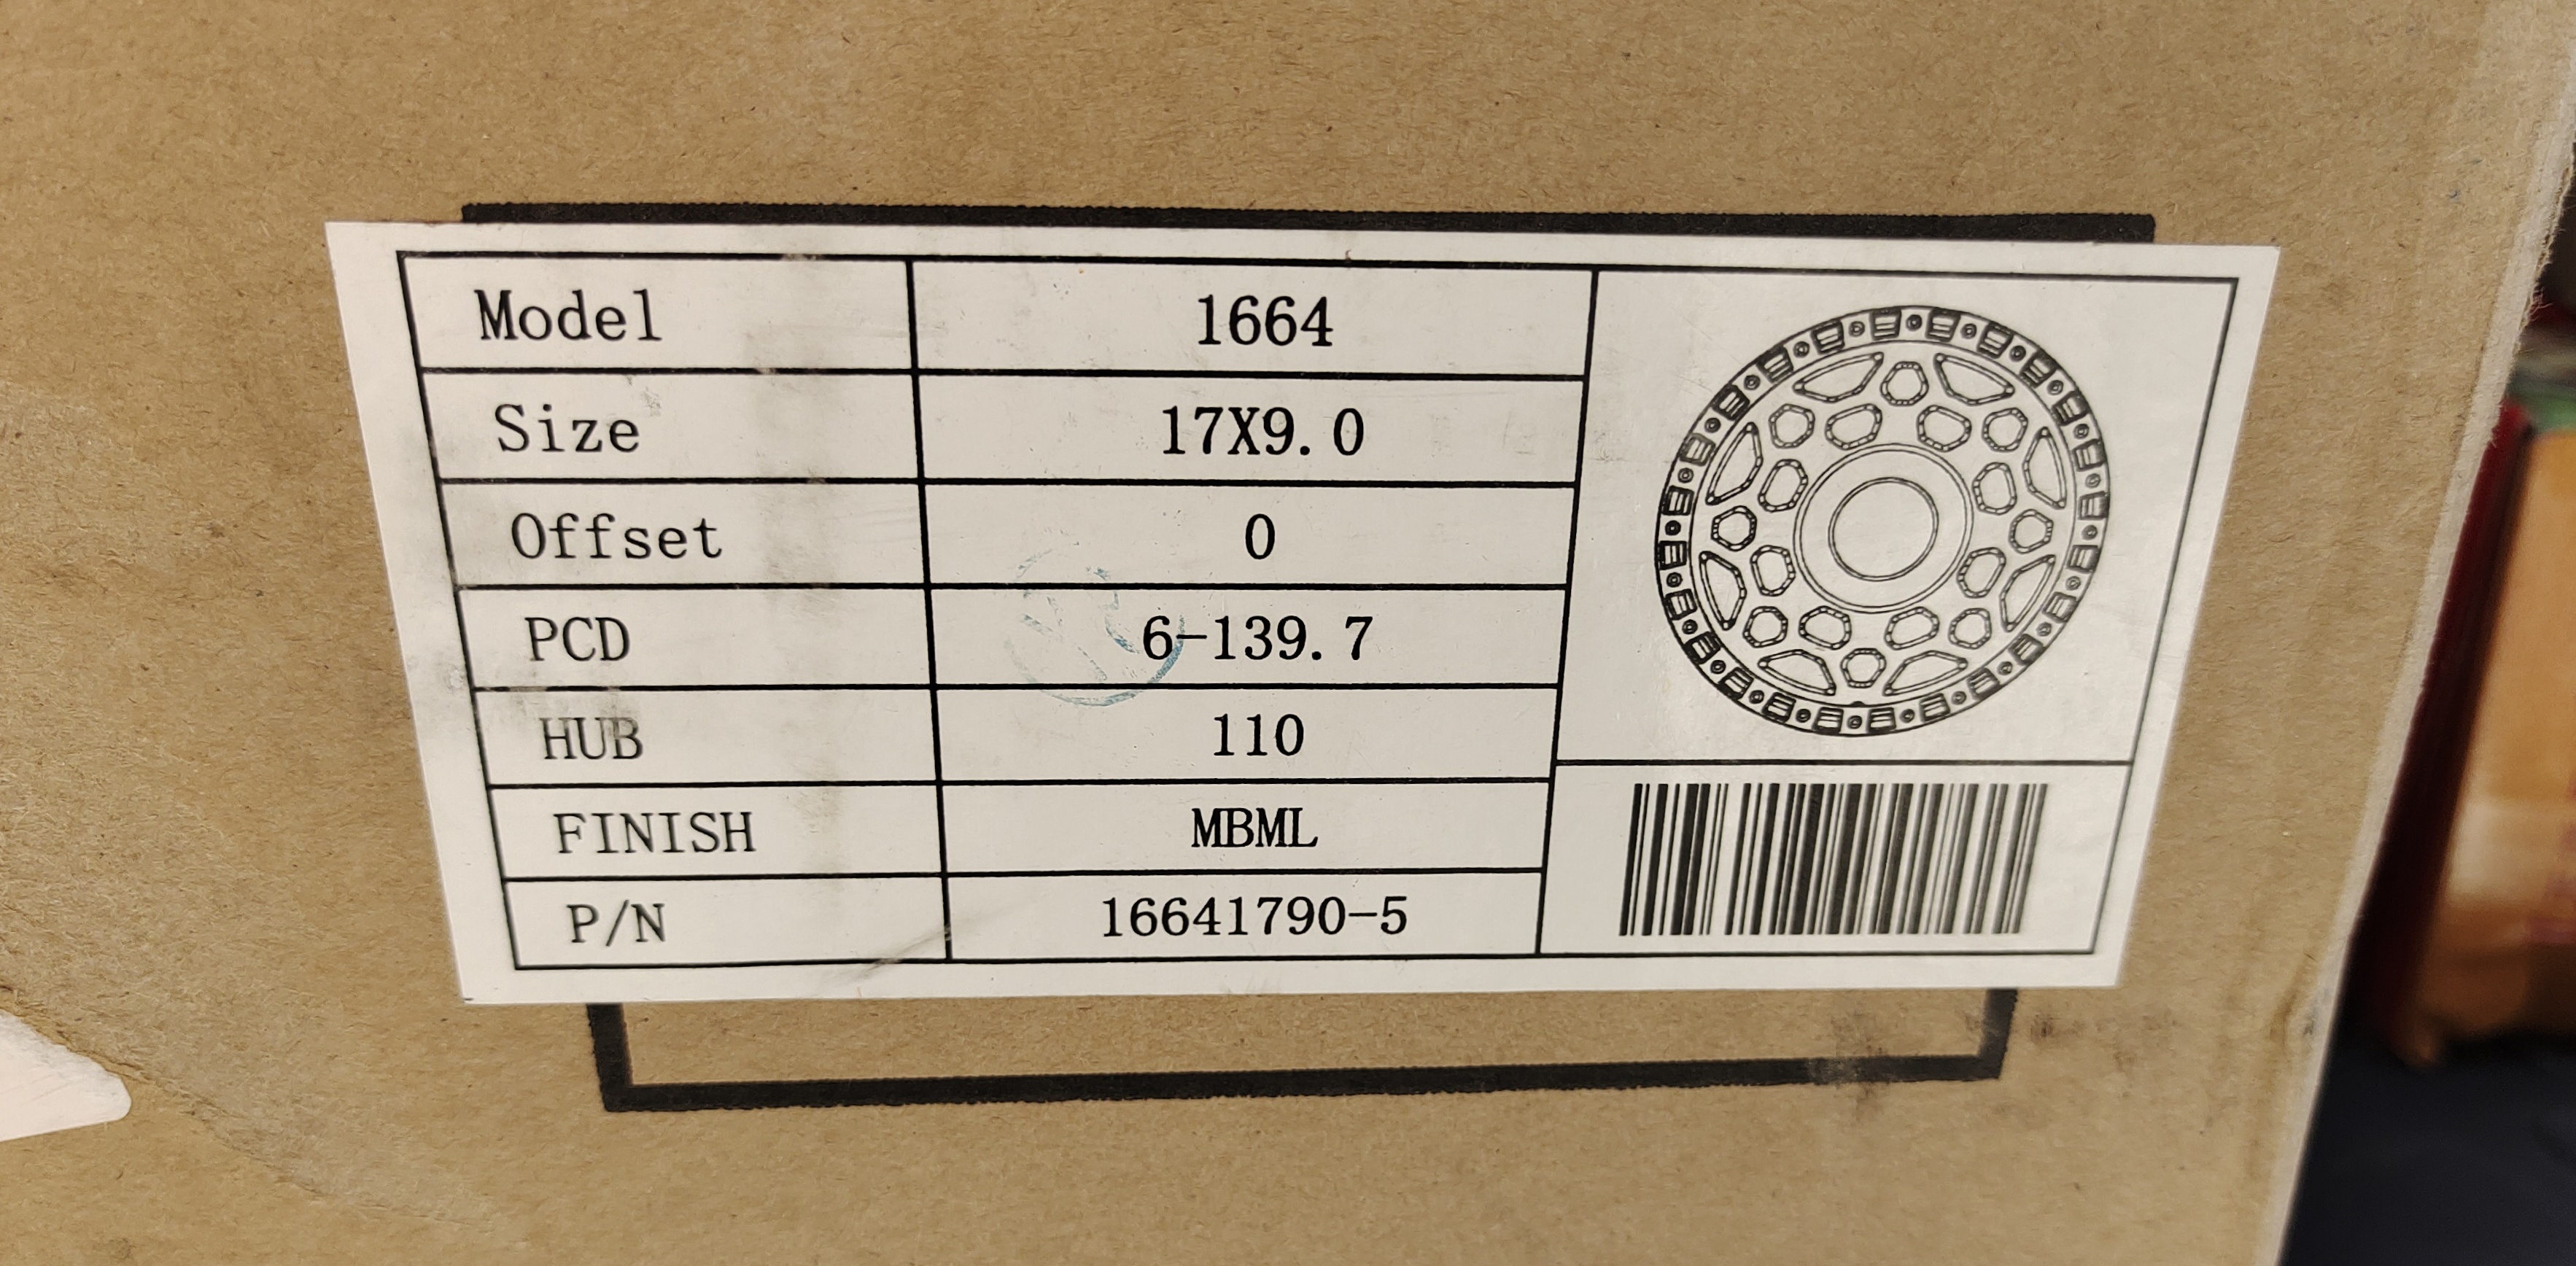 Model 1664
Size 17X9.0
Offset 0
PCD 6-139.7
HUB 110
FINISH MBML
P/N 16641790-5